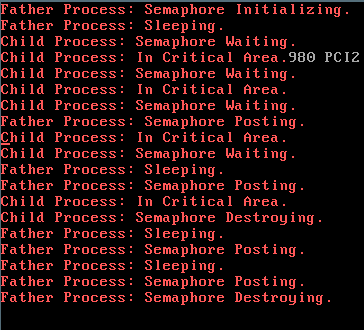 Father Process: Semaphore Initializing.
Father Process: Sleeping.
Child Process: Semaphore Waiting.
Child Process: In Critical Area.980 PCI2
Child Process: Semaphore Waiting.
Child Process: In Critical Area.
Child Process: Semaphore Waiting.
Father Process: Semaphore Posting.
Child Process: In Critical Area.
Child Process: Semaphore Waiting.
Father Process: Sleeping.
Father Process: Semaphore Posting.
Child Process: In Critical Area.
Child Process: Semaphore Destroying.
Father Process: Sleeping.
Father Process: Semaphore Posting.
Father Process: Sleeping.
Father Process: Semaphore Posting.
Father Process: Semaphore Destroying.